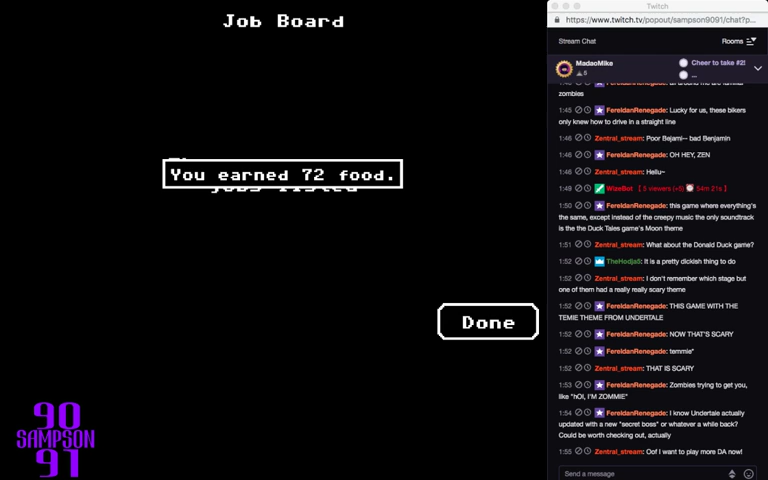 Job Board
You earned 72 food.
jobs listed
Done
90
SAMPSON
91
Twitch
https://www.twitch.tv/popout/sampson9091/chat?p...
Stream Chat
Rooms
MadaoMike
6
Cheer to take #2!
...
zombies
1:45 FereldanRenegade: Lucky for us, these bikers
only knew how to drive in a straight line
1:46 Zentral_stream: Poor Bejami-- bad Benjamin
1:46 FereldanRenegade: OH HEY, ZEN
1:46 Zentral_stream: Hellu~
1:49 WizeBot [ 5 viewers (+5) 54m 21s ]
1:50 FereldanRenegade: this game where everything's
the same, except instead of the creepy music the only soundtrack
is the the Duck Tales game's Moon theme
1:51 Zentral_stream: What about the Donald Duck game?
1:52 TheHodja5: It is a pretty dickish thing to do
1:52 Zentral_stream: I don't remember which stage but
one of them had a really really scary theme
1:52 FereldanRenegade: THIS GAME WITH THE
TEMIE THEME FROM UNDERTALE
1:52 FereldanRenegade: NOW THAT'S SCARY
1:52 FereldanRenegade: temmie*
1:52 Zentral_stream: THAT IS SCARY
1:53 FereldanRenegade: Zombies trying to get you,
like "hOI, I'M ZOMMIE"
1:54 FereldanRenegade: I know Undertale actually
updated with a new "secret boss" or whatever a while back?
Could be worth checking out, actually
1:55 Zentral_stream: Oof I want to play more DA now!
Send a message